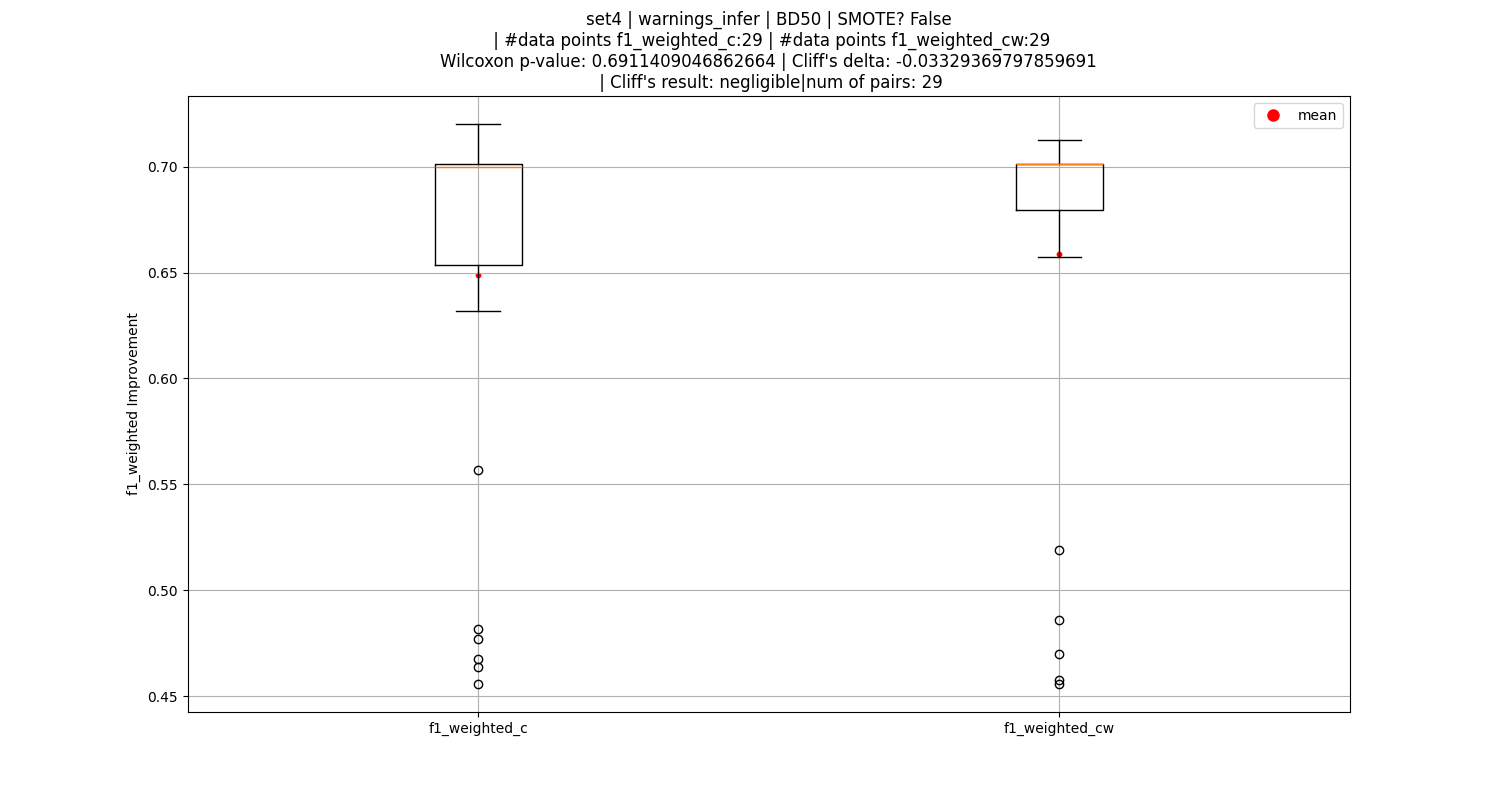 set4 | warnings_infer | BD50 | SMOTE? False
| #data points f1_weighted_c:29 | #data points f1_weighted_cw:29
Wilcoxon p-value: 0.6911409046862664 | Cliff's delta: -0.03329369797859691
| Cliff's result: negligible|num of pairs: 29
mean
0.70
0.65
0.60
0.55
0.50
0.45
f1_weighted Improvement
f1_weighted_c
f1_weighted_cw